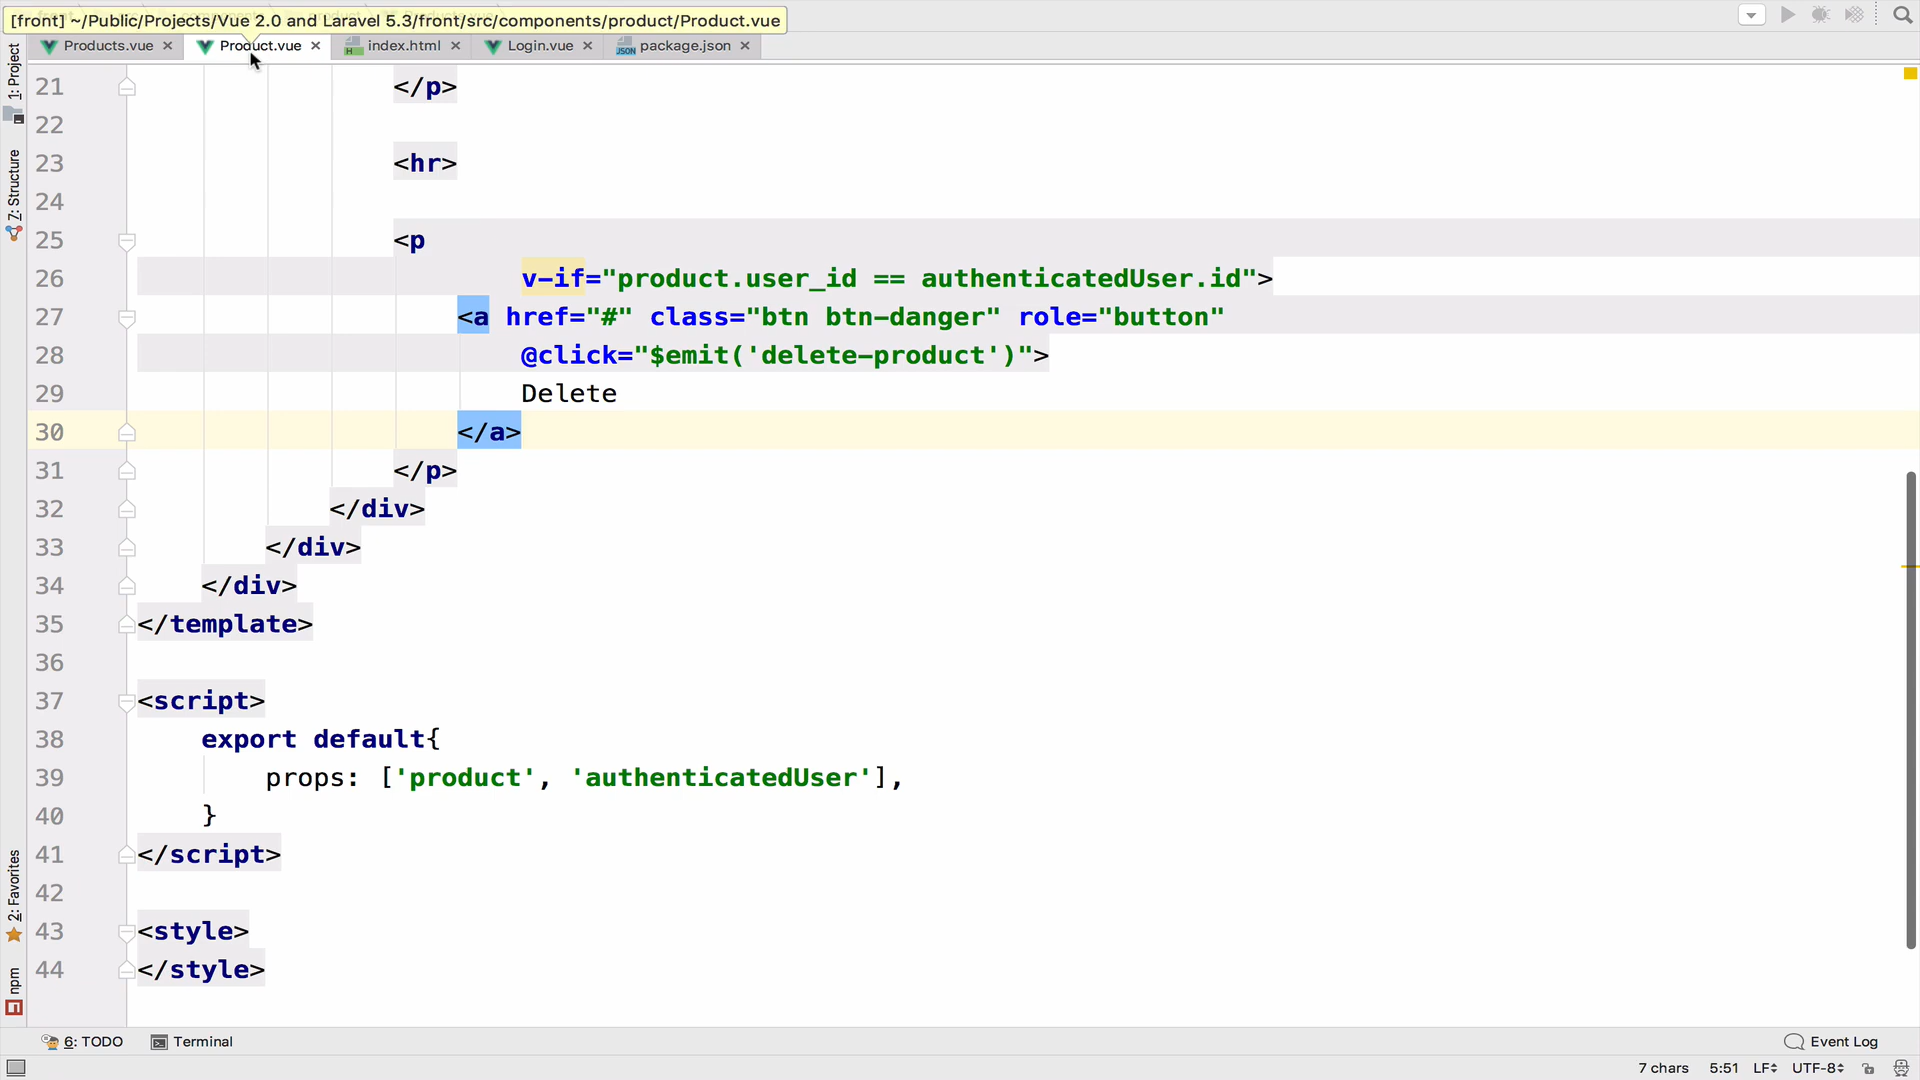 [front] ~/Public/Projects/Vue 2.0 and Laravel 5.3/front/src/components/product/Product.vue
Products.vue
Product.vue
index.html
Login.vue
package.json
1: Project
7: Structure
2: Favorites
npm
21 </p>
22
23 <hr>
24
25 <p
26 v-if="product.user_id == authenticatedUser.id">
27 <a href="#" class="btn btn-danger" role="button"
28 @click="$emit('delete-product')">
29 Delete
30 </a>
31 </p>
32 </div>
33 </div>
34 </div>
35 </template>
36
37 <script>
38 export default{
39 props: ['product', 'authenticatedUser'],
40 }
41 </script>
42
43 <style>
44 </style>
6: TODO
Terminal
Event Log
7 chars 5:51 LF UTF-8